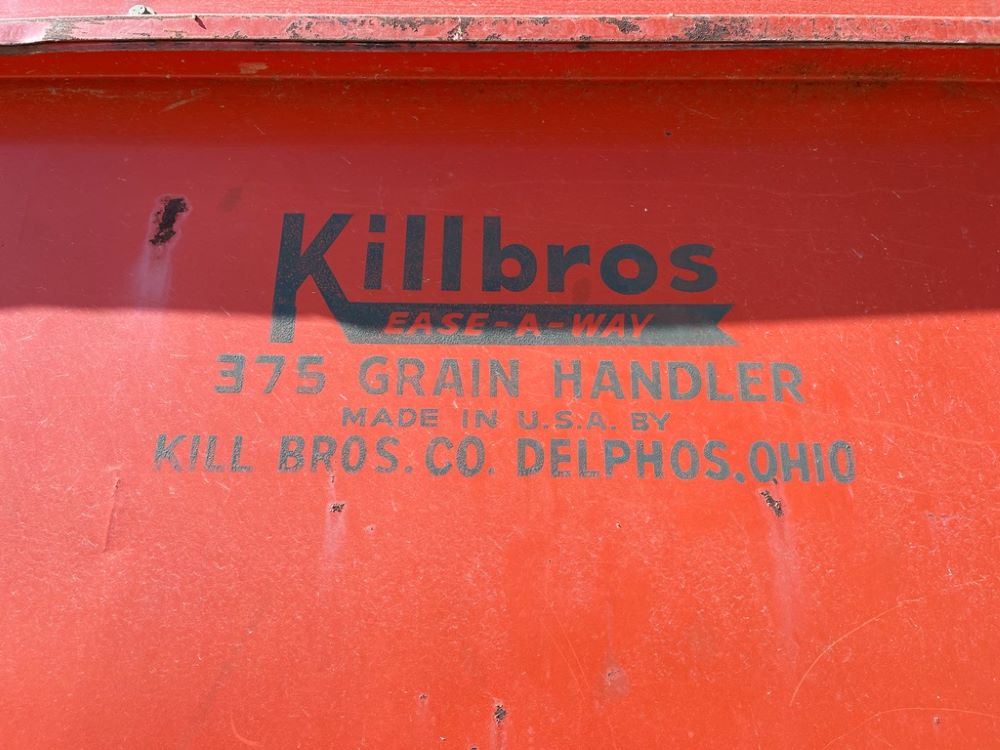 Killbros
EASE-A-WAY
375 GRAIN HANDLER
MADE IN U.S.A. BY
KILL BROS. CO. DELPHOS, OHIO